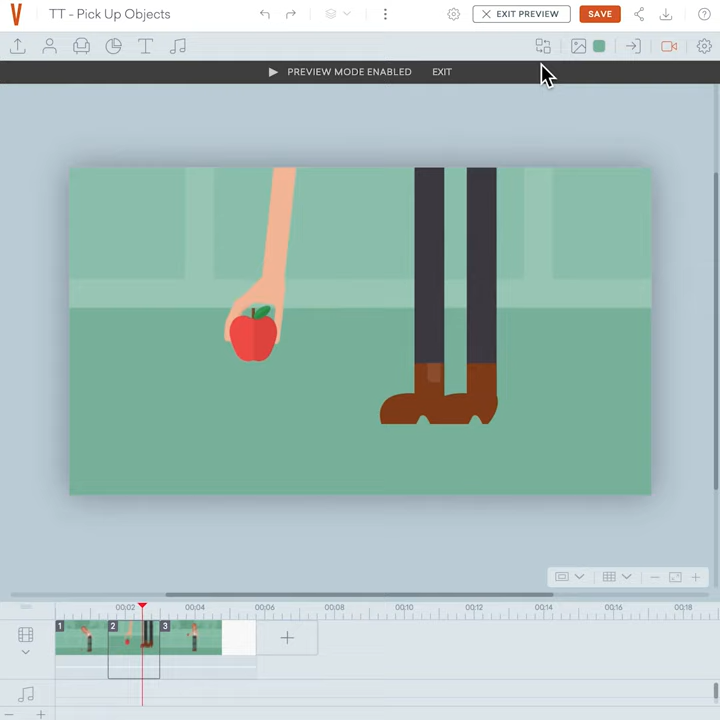 V TT - Pick Up Objects EXIT PREVIEW SAVE
PREVIEW MODE ENABLED EXIT
00:02 00:04 00:06 00:08 00:10 00:12 00:14 00:16 00:18
1 2 3